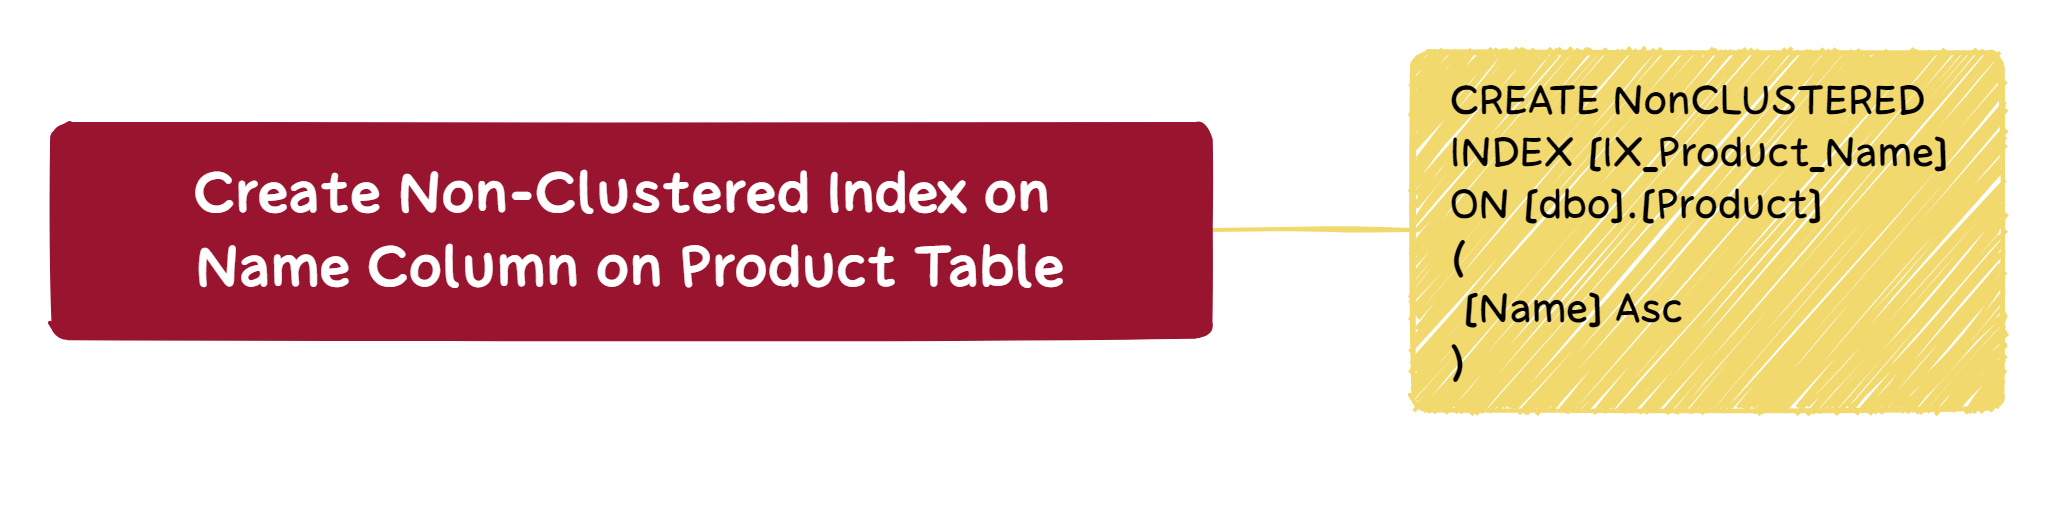 Create Non-Clustered Index on
Name Column on Product Table
CREATE NonCLUSTERED
INDEX [IX_Product_Name]
ON [dbo].[Product]
(
[Name] Asc
)